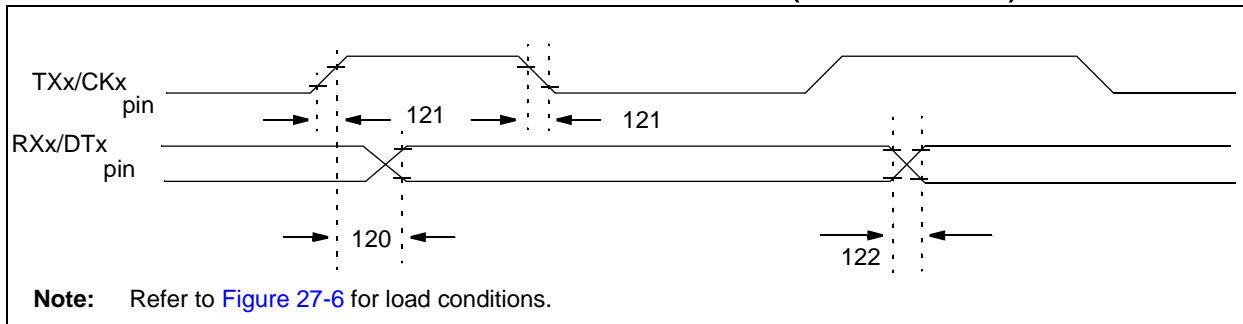 TXx/CKx
pin
121
121
RXx/DTx
pin
120
122
Note: Refer to Figure 27-6 for load conditions.